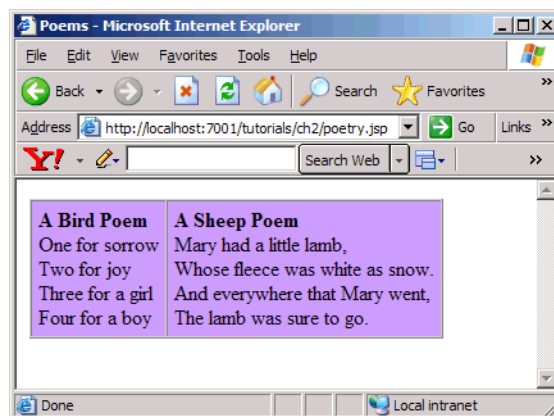 Poems - Microsoft Internet Explorer
File Edit View Favorites Tools Help
Back Search Favorites »
Address http://localhost:7001/tutorials/ch2/poetry.jsp Go Links »
Y! Search Web »
A Bird Poem
One for sorrow
Two for joy
Three for a girl
Four for a boy
A Sheep Poem
Mary had a little lamb,
Whose fleece was white as snow.
And everywhere that Mary went,
The lamb was sure to go.
Done Local intranet